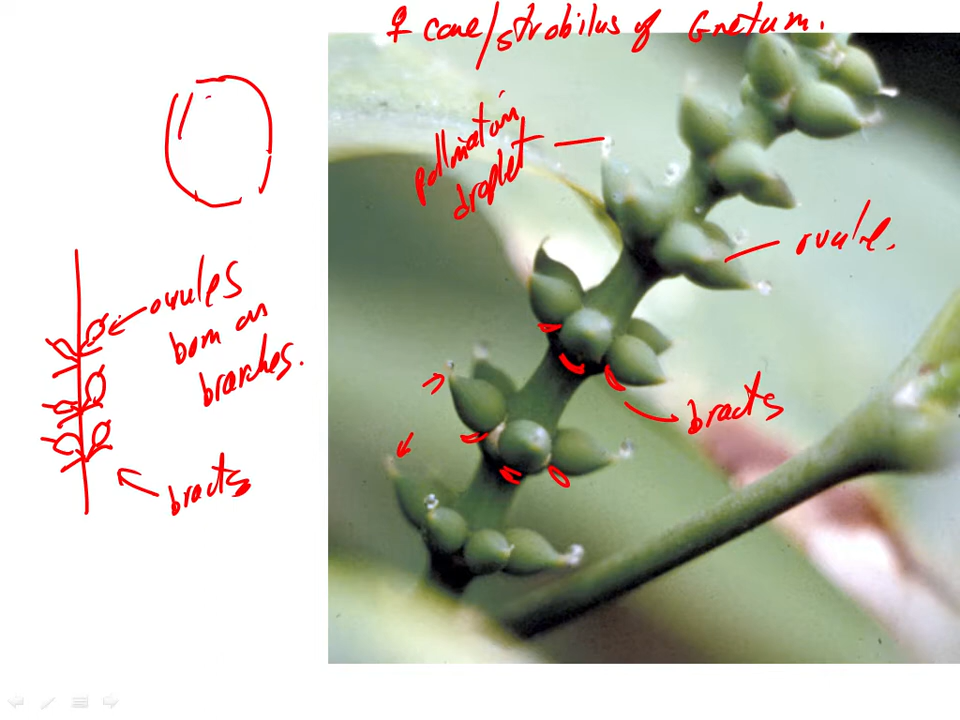 ♀ cone/strobilus of Gnetum.
pollination
droplet
ovule.
ovules
born on
branches.
bracts
bracts